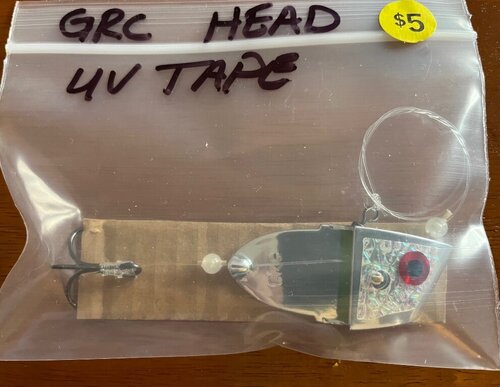 GRC HEAD
$5
UV TAPE